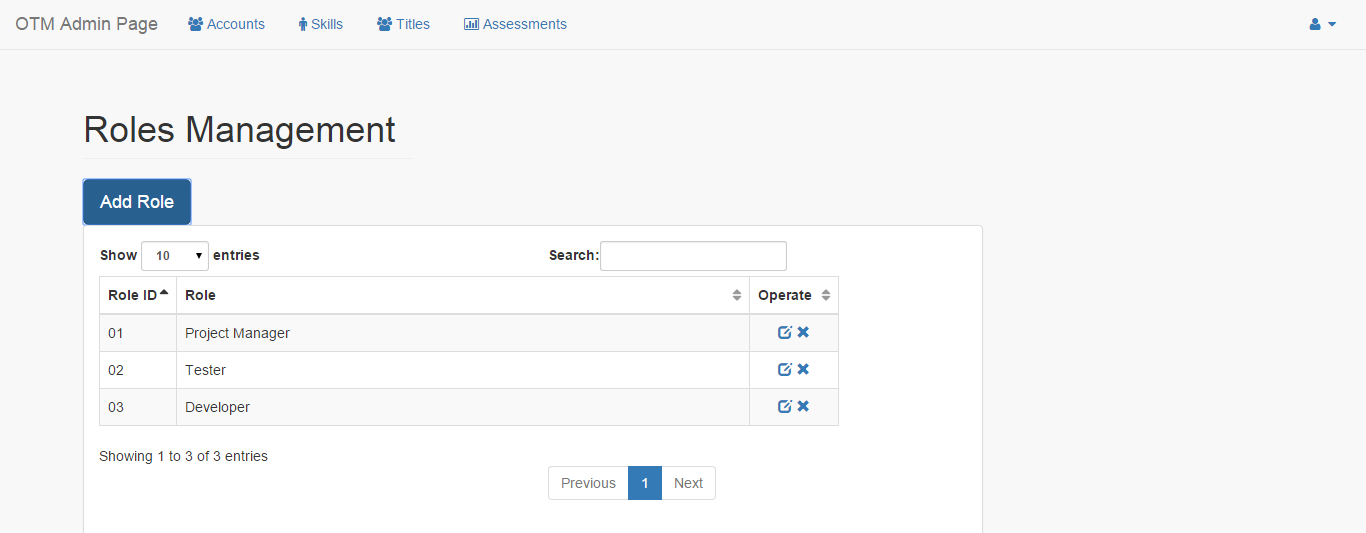 OTM Admin Page Accounts Skills Titles Assessments
Roles Management
Add Role
Show 10 entries Search:
Role ID Role Operate
01 Project Manager
02 Tester
03 Developer
Showing 1 to 3 of 3 entries
Previous 1 Next